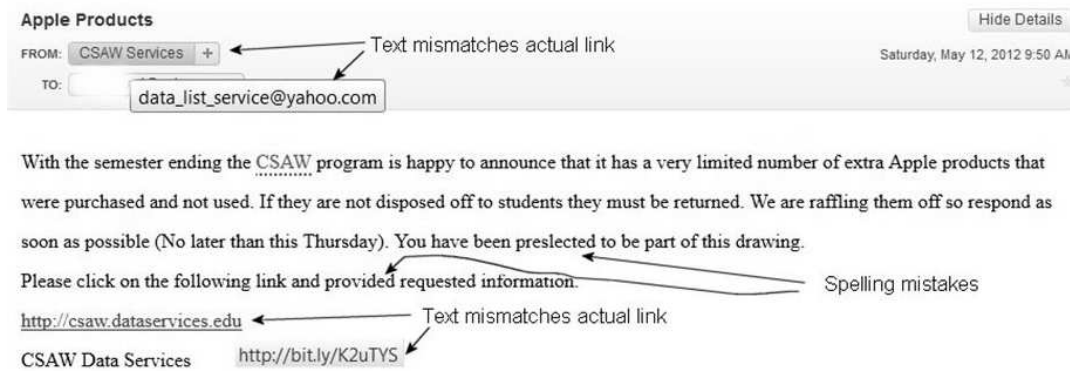 Apple Products
Hide Details
FROM: CSAW Services +
Text mismatches actual link
Saturday, May 12, 2012 9:50 AM
TO:
data_list_service@yahoo.com
With the semester ending the CSAW program is happy to announce that it has a very limited number of extra Apple products that
were purchased and not used. If they are not disposed off to students they must be returned. We are raffling them off so respond as
soon as possible (No later than this Thursday). You have been preslected to be part of this drawing.
Please click on the following link and provided requested information.
Spelling mistakes
http://csaw.dataservices.edu
Text mismatches actual link
CSAW Data Services
http://bit.ly/K2uTYS